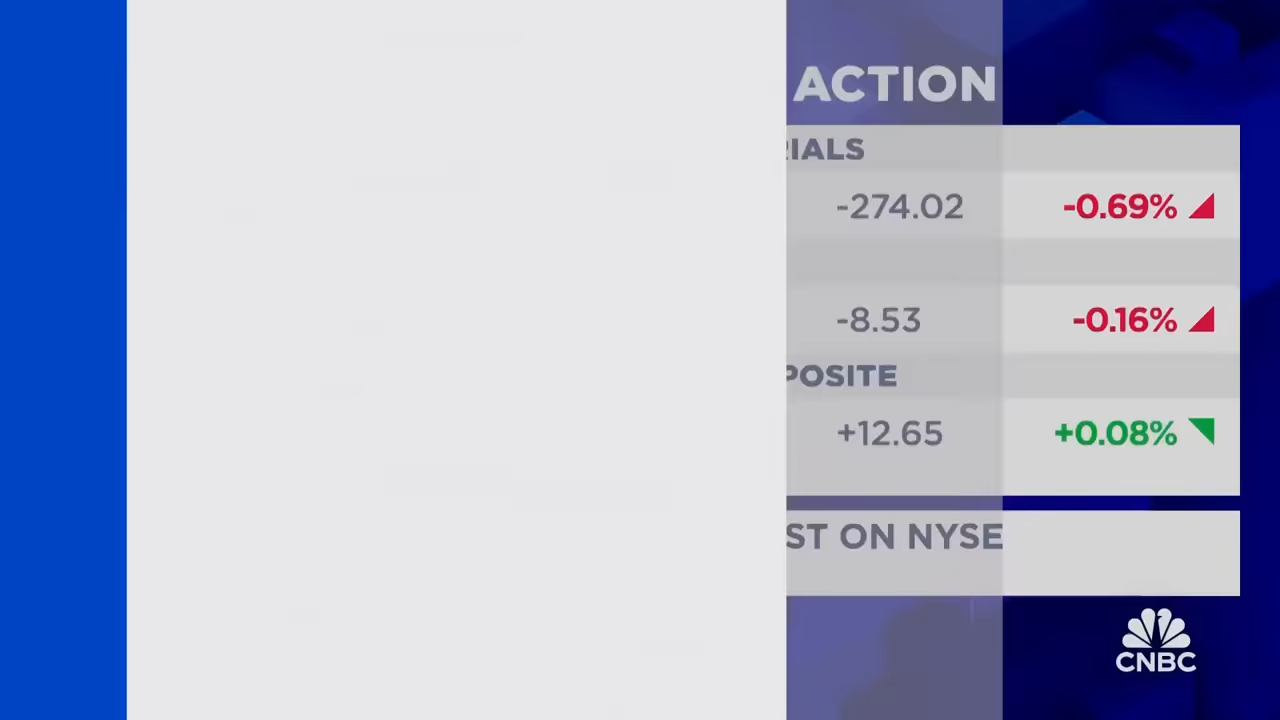 ACTION
RIALS
-274.02 -0.69%
-8.53 -0.16%
POSITE
+12.65 +0.08%
ST ON NYSE
CNBC